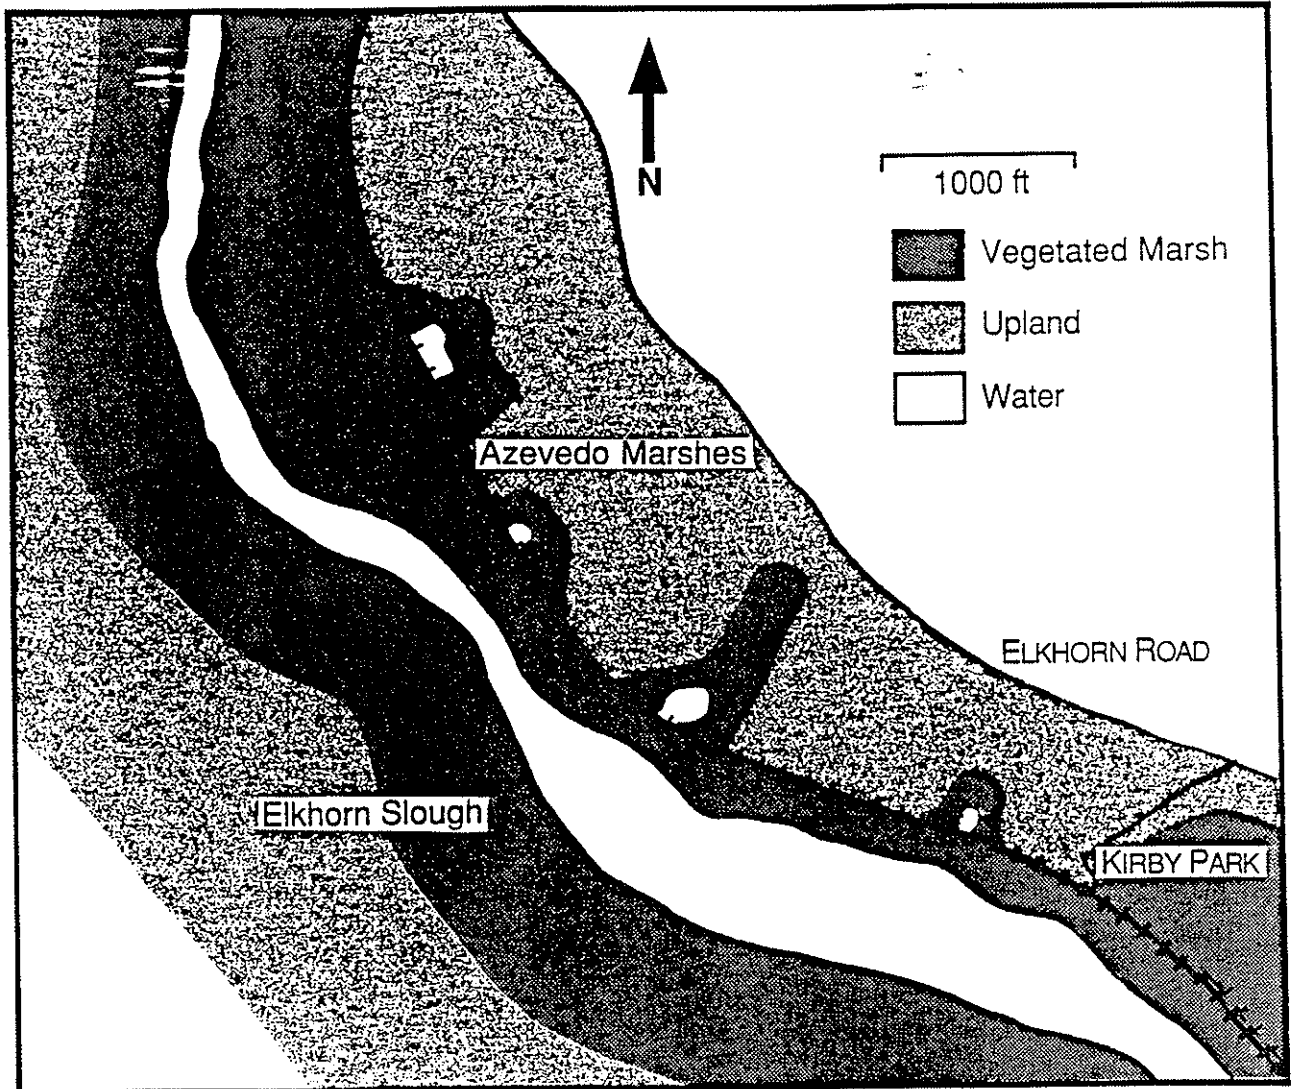 N
1000 ft
Vegetated Marsh
Upland
Water
Azevedo Marshes
ELKHORN ROAD
Elkhorn Slough
KIRBY PARK